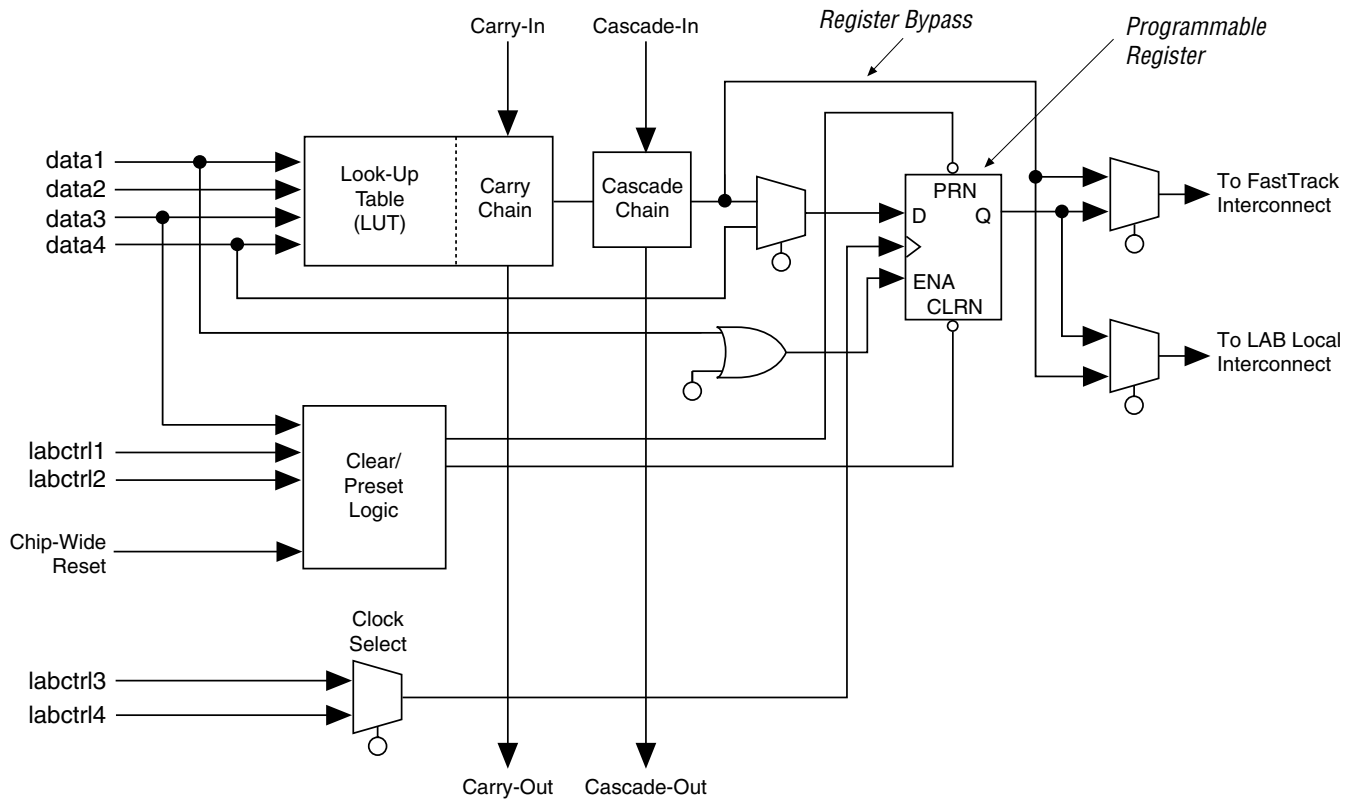 Carry-In
Cascade-In
Register Bypass
Programmable
Register
data1
data2
data3
data4
Look-Up
Table
(LUT)
Carry
Chain
Cascade
Chain
PRN
D
Q
ENA
CLRN
To FastTrack
Interconnect
To LAB Local
Interconnect
labctrl1
labctrl2
Clear/
Preset
Logic
Chip-Wide
Reset
Clock
Select
labctrl3
labctrl4
Carry-Out
Cascade-Out